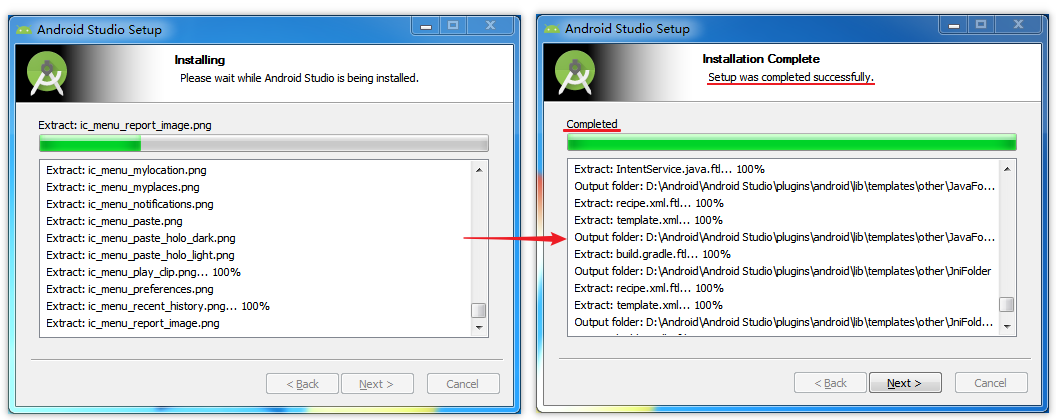 Android Studio Setup
Installing
Please wait while Android Studio is being installed.
Extract: ic_menu_report_image.png
Extract: ic_menu_mylocation.png
Extract: ic_menu_myplaces.png
Extract: ic_menu_notifications.png
Extract: ic_menu_paste.png
Extract: ic_menu_paste_holo_dark.png
Extract: ic_menu_paste_holo_light.png
Extract: ic_menu_play_clip.png... 100%
Extract: ic_menu_preferences.png
Extract: ic_menu_recent_history.png... 100%
Extract: ic_menu_report_image.png
< Back
Next >
Cancel
Android Studio Setup
Installation Complete
Setup was completed successfully.
Completed
Extract: IntentService.java.ftl... 100%
Output folder: D:\Android\Android Studio\plugins\android\lib\templates\other\JavaFo...
Extract: recipe.xml.ftl... 100%
Extract: template.xml... 100%
Output folder: D:\Android\Android Studio\plugins\android\lib\templates\other\JavaFo...
Extract: build.gradle.ftl... 100%
Output folder: D:\Android\Android Studio\plugins\android\lib\templates\other\JniFolder
Extract: recipe.xml.ftl... 100%
Extract: template.xml... 100%
Output folder: D:\Android\Android Studio\plugins\android\lib\templates\other\JniFold...
< Back
Next >
Cancel